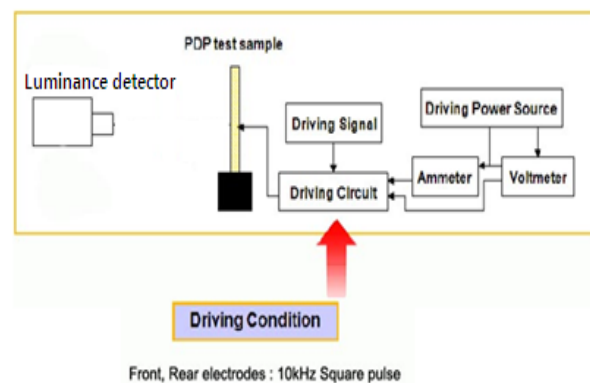 PDP test sample
Luminance detector
Driving Signal
Driving Power Source
Driving Circuit
Ammeter
Voltmeter
Driving Condition
Front, Rear electrodes : 10kHz Square pulse